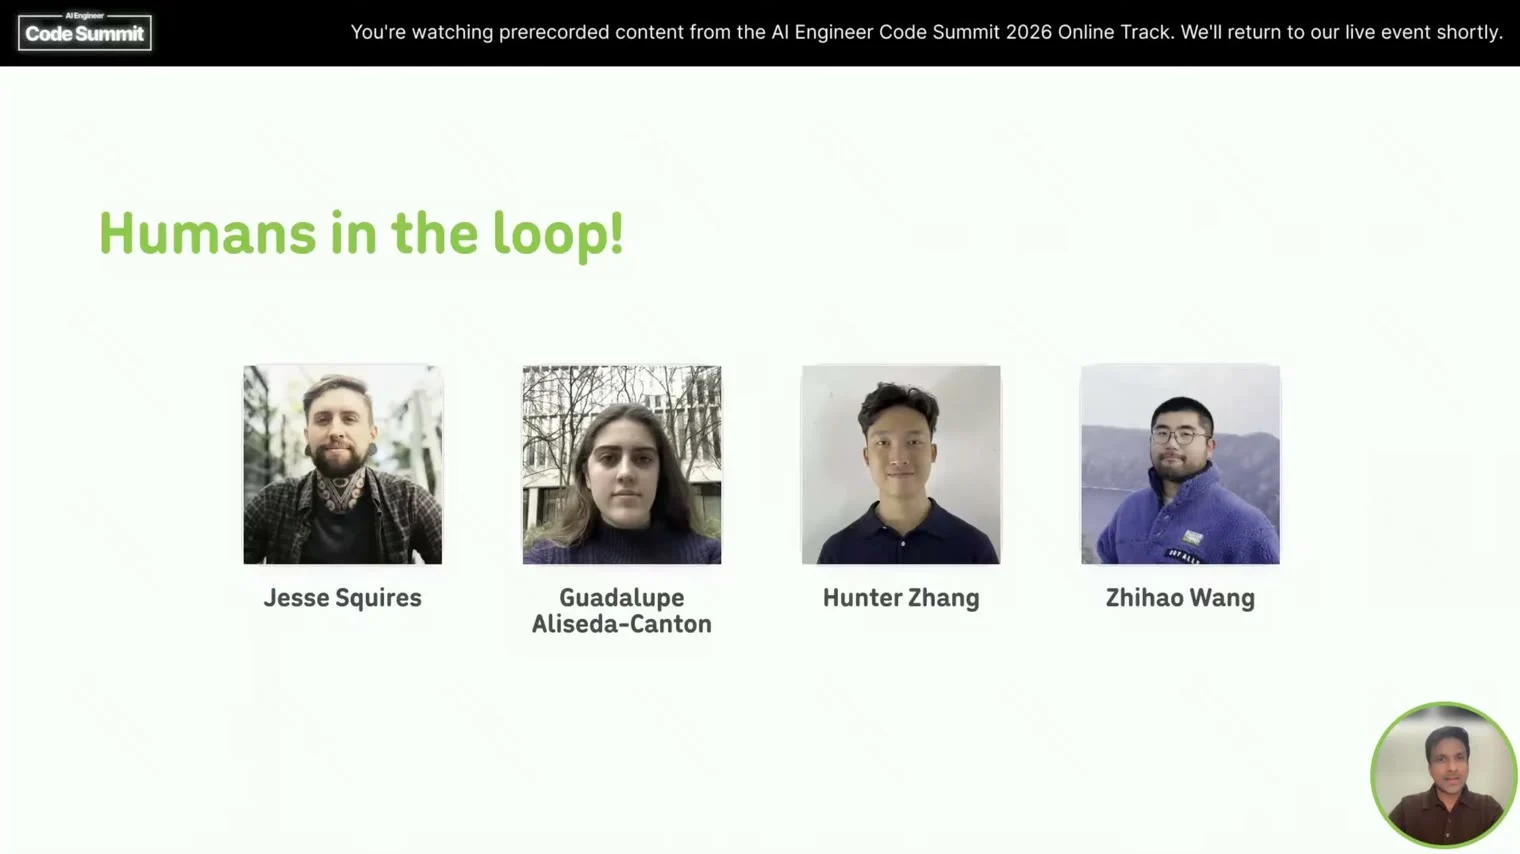 AI Engineer
Code Summit
You're watching prerecorded content from the AI Engineer Code Summit 2026 Online Track. We'll return to our live event shortly.
Humans in the loop!
Jesse Squires
Guadalupe
Aliseda-Canton
Hunter Zhang
Zhihao Wang